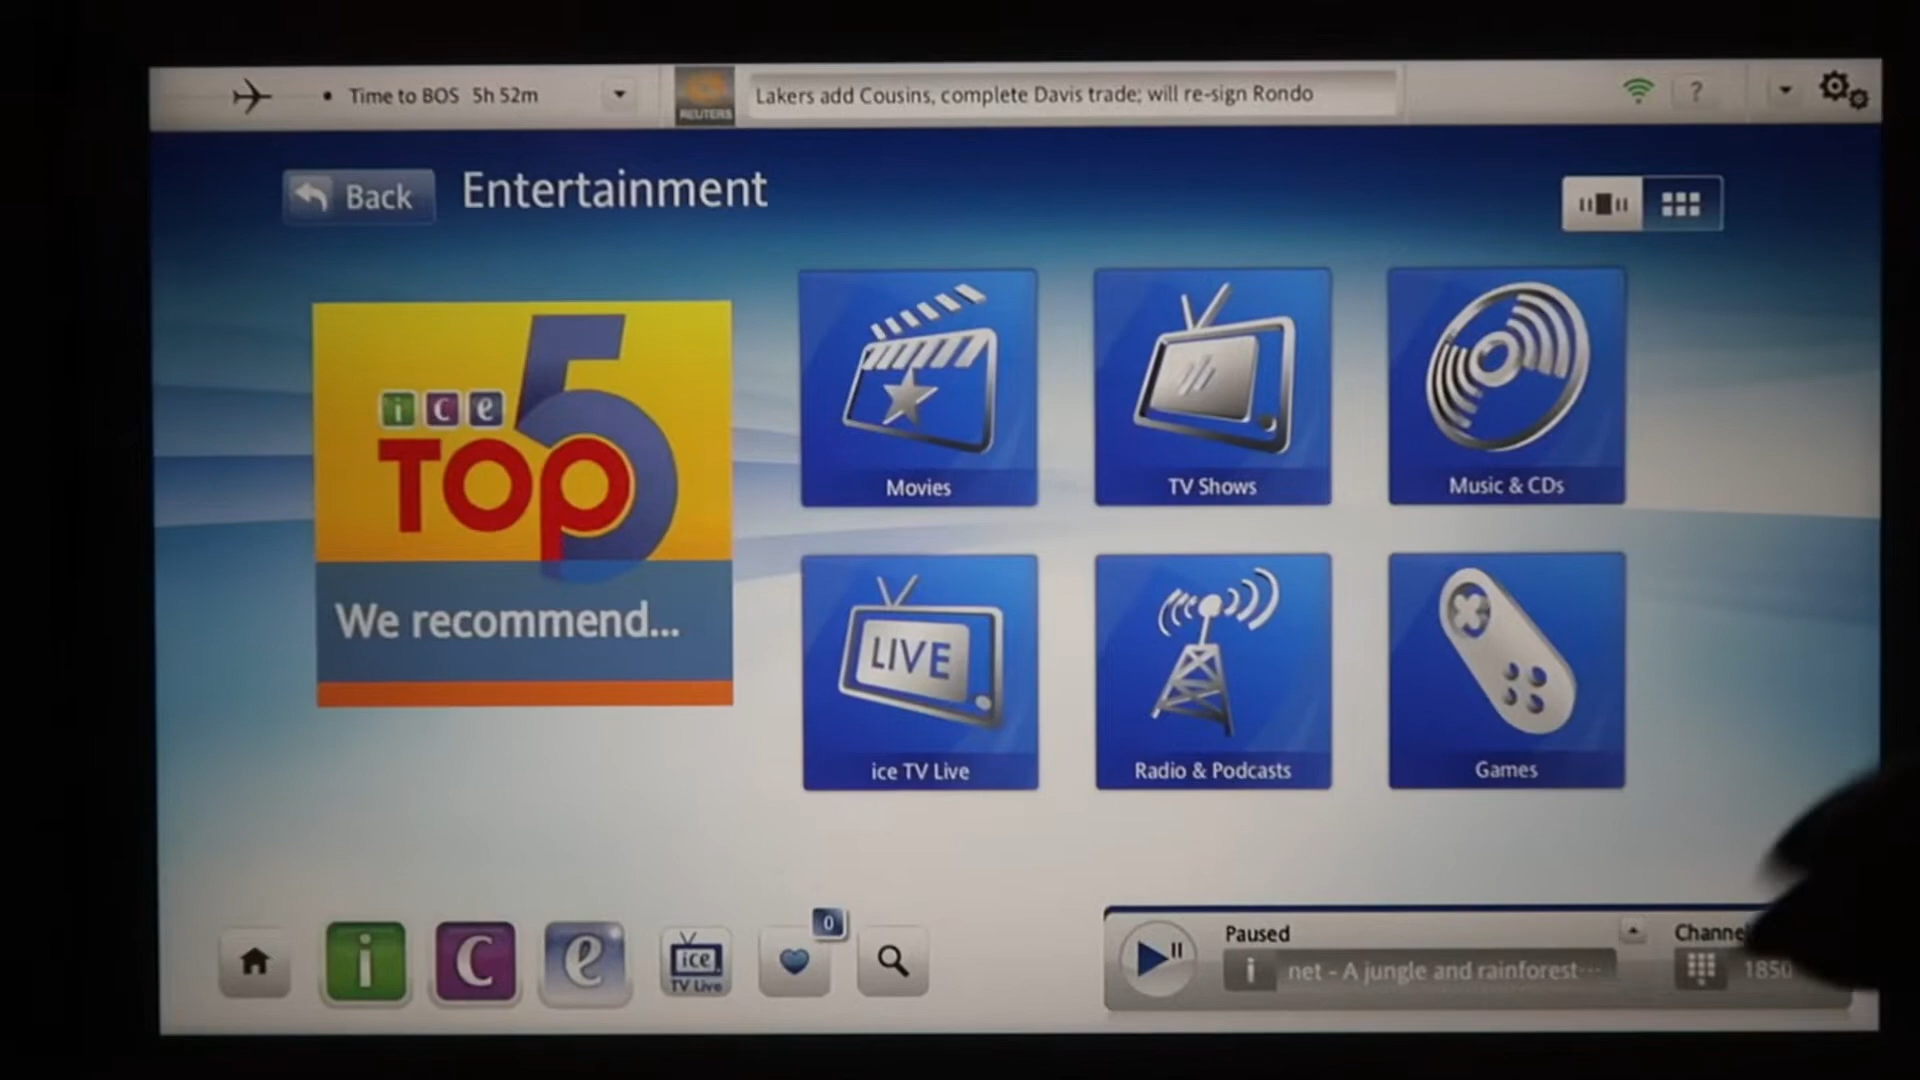 Time to BOS 5h 52m
REUTERS
Lakers add Cousins, complete Davis trade; will re-sign Rondo
?
Back
Entertainment
5
i c e
TOP
We recommend...
Movies
TV Shows
Music & CDs
LIVE
ice TV Live
Radio & Podcasts
Games
i
c
e
ice
TV Live
0
Paused
i
net - A jungle and rainforest...
Channe
1850